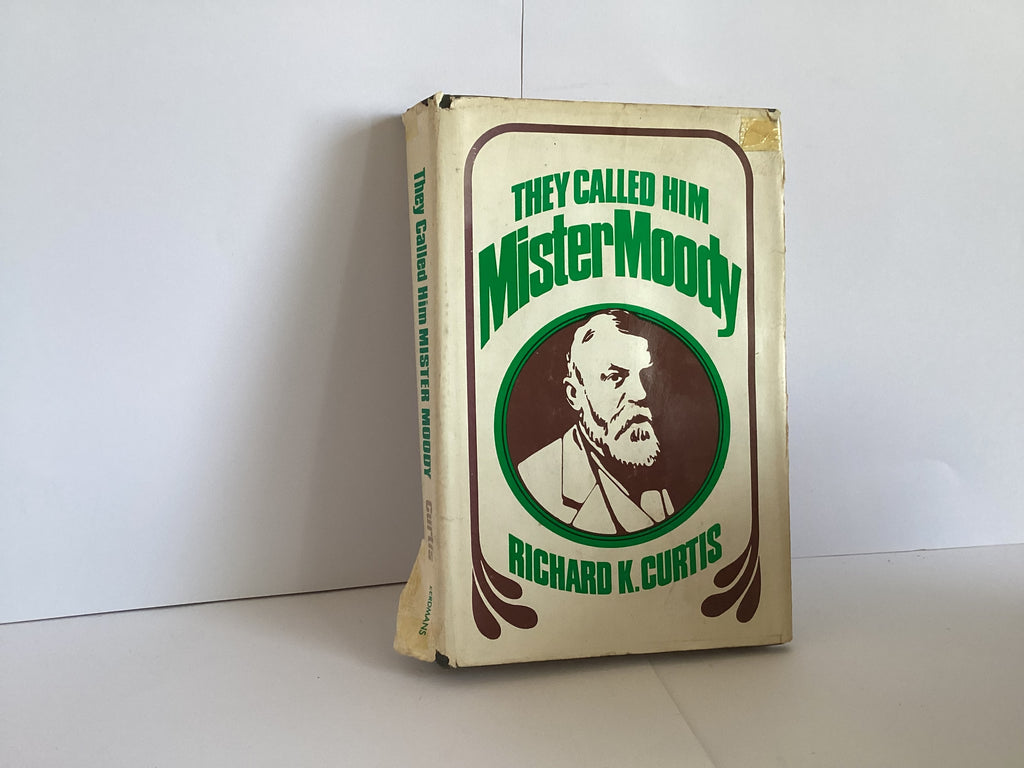 THEY CALLED HIM
Mister Moody
RICHARD K. CURTIS
They Called Him MISTER MOODY
Curtis
EERDMANS